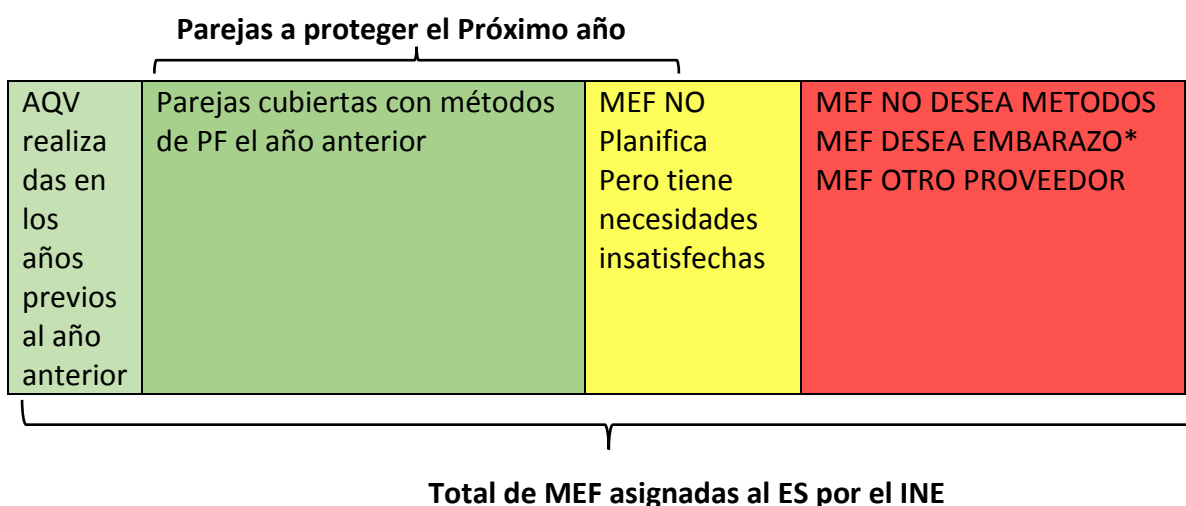 Parejas a proteger el Próximo año
AQV
realiza
das en
los
años
previos
al año
anterior
Parejas cubiertas con métodos
de PF el año anterior
MEF NO
Planifica
Pero tiene
necesidades
insatisfechas
MEF NO DESEA METODOS
MEF DESEA EMBARAZO*
MEF OTRO PROVEEDOR
Total de MEF asignadas al ES por el INE